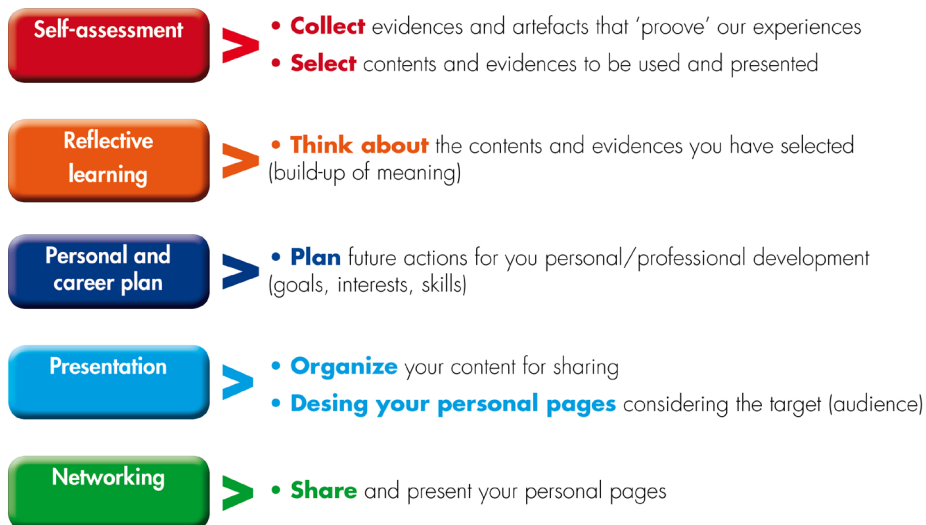 Self-assessment
>
• Collect evidences and artefacts that ‘proove’ our experiences
• Select contents and evidences to be used and presented
Reflective
learning
>
• Think about the contents and evidences you have selected
(build-up of meaning)
Personal and
career plan
>
• Plan future actions for you personal/professional development
(goals, interests, skills)
Presentation
>
• Organize your content for sharing
• Desing your personal pages considering the target (audience)
Networking
>
• Share and present your personal pages